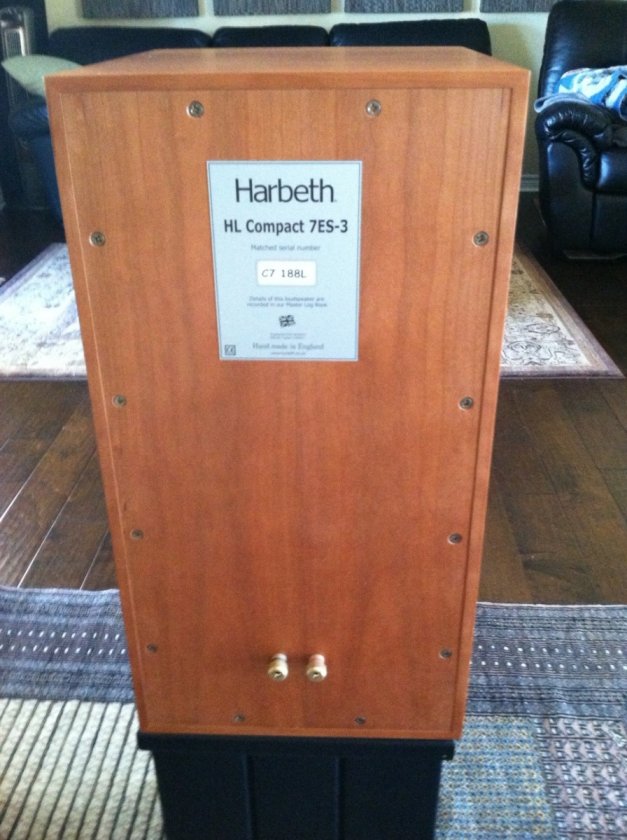 Harbeth
HL Compact 7ES-3
Matched serial number
C7 188L
Details of this loudspeaker are
recorded in our Master Log Book
Hand made in England